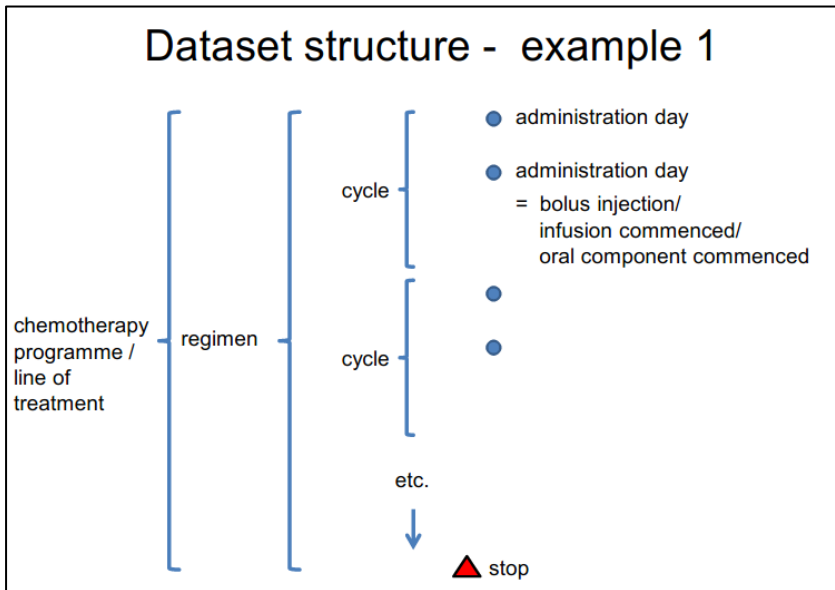 Dataset structure - example 1
administration day
administration day
= bolus injection/
infusion commenced/
oral component commenced
cycle
chemotherapy
programme /
line of
treatment
regimen
cycle
etc.
stop